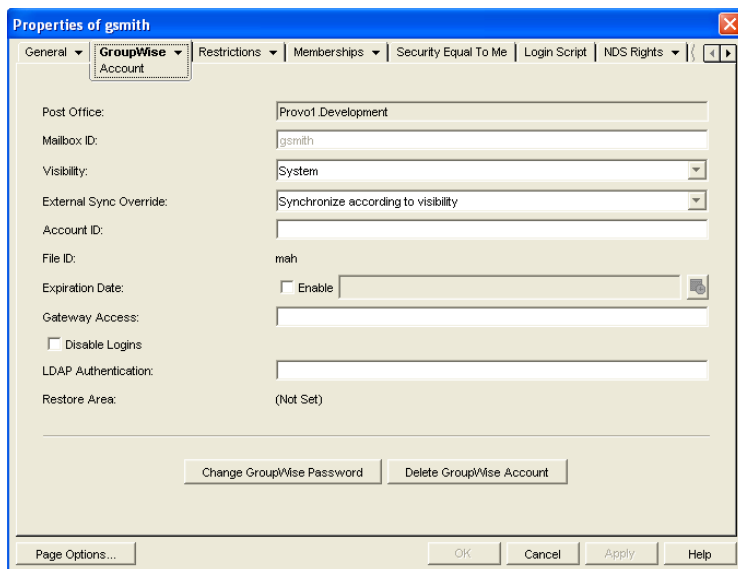 Properties of gsmith
General GroupWise Restrictions Memberships Security Equal To Me Login Script NDS Rights
Account
Post Office: Provo1.Development
Mailbox ID: gsmith
Visibility: System
External Sync Override: Synchronize according to visibility
Account ID:
File ID: mah
Expiration Date: Enable
Gateway Access:
Disable Logins
LDAP Authentication:
Restore Area: (Not Set)
Change GroupWise Password Delete GroupWise Account
Page Options... OK Cancel Apply Help